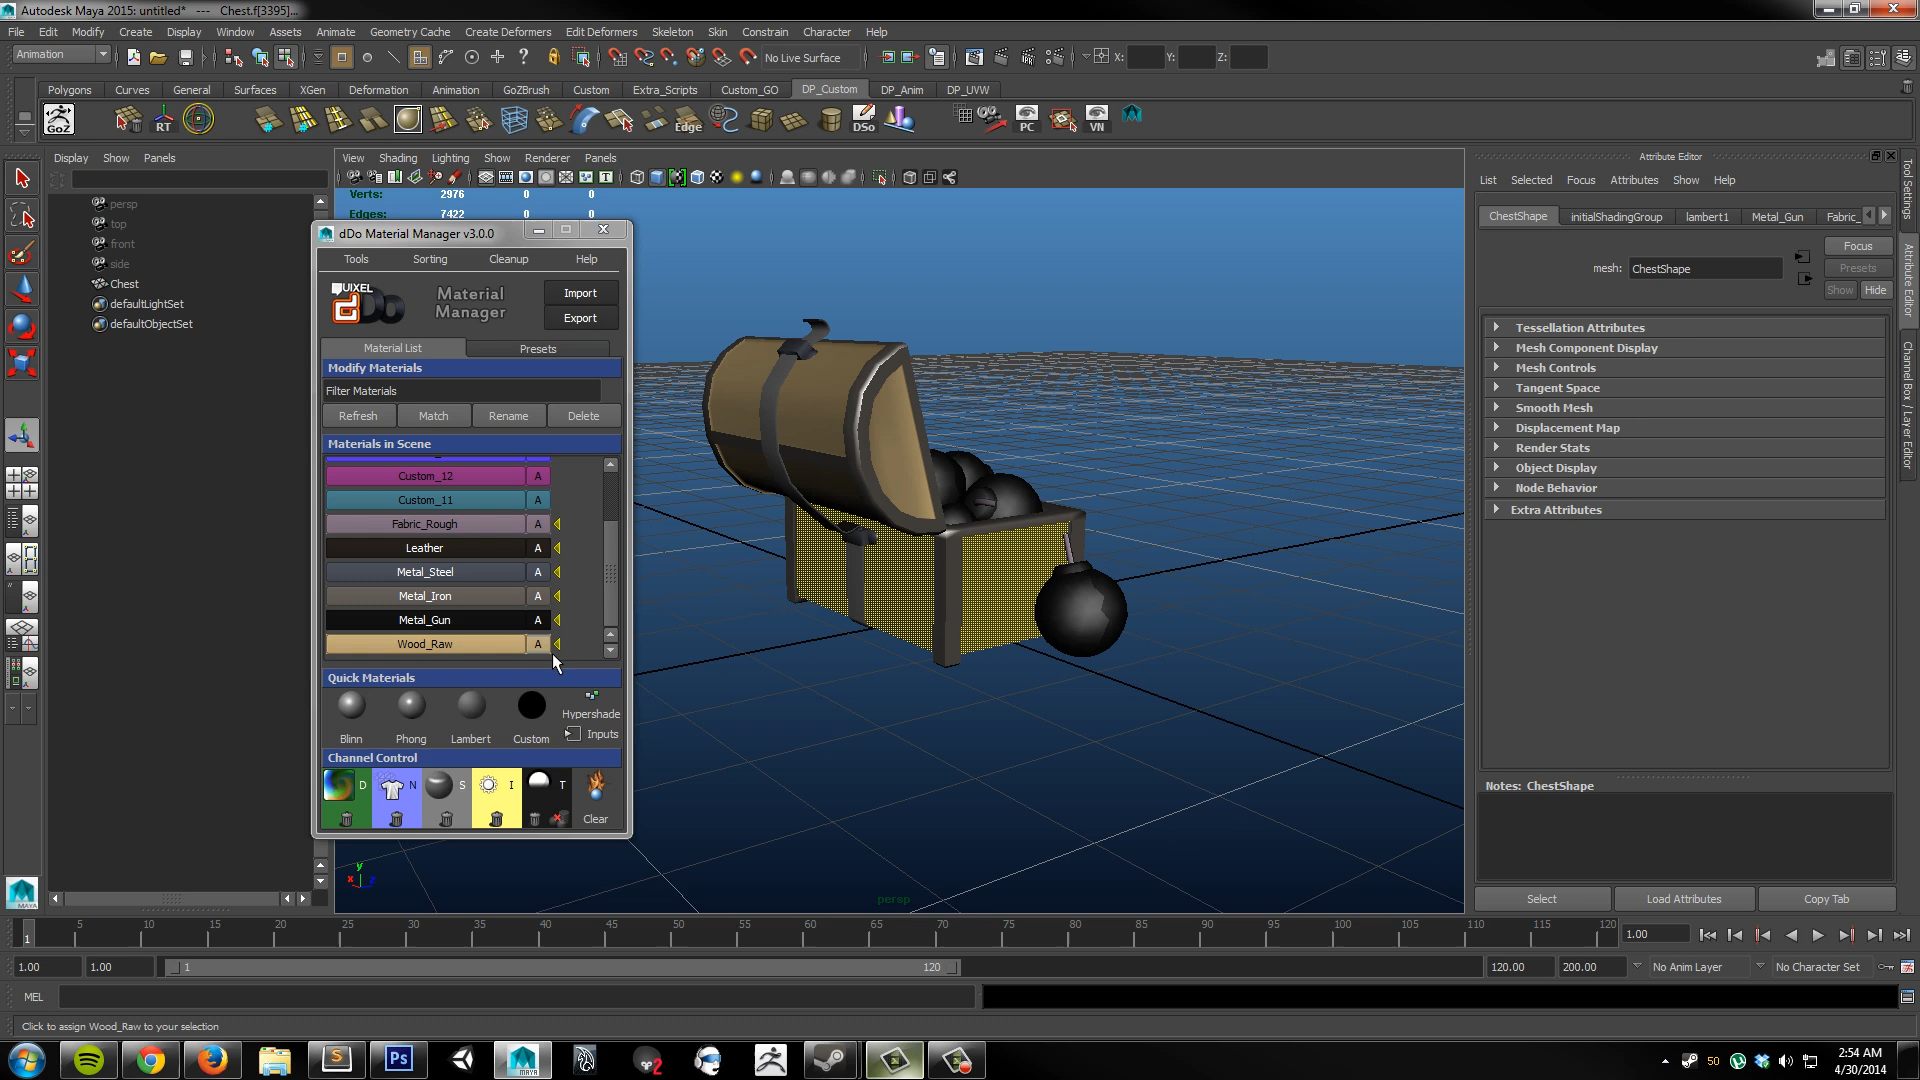 Autodesk Maya 2015: untitled*   ---   Chest.f[3395]...
File Edit Modify Create Display Window Assets Animate Geometry Cache Create Deformers Edit Deformers Skeleton Skin Constrain Character Help
Animation No Live Surface X: Y: Z:
Polygons Curves General Surfaces XGen Deformation Animation GoZBrush Custom Extra_Scripts Custom_GO DP_Custom DP_Anim DP_UVW
GoZ RT Edge DSo PC VN
Display Show Panels
View Shading Lighting Show Renderer Panels
Attribute Editor
List Selected Focus Attributes Show Help
persp
top
front
side
Chest
defaultLightSet
defaultObjectSet
Verts: 2976 0 0
Edges: 7422 0 0
dDo Material Manager v3.0.0
Tools Sorting Cleanup Help
QUIXEL
dDo
Material Manager
Import
Export
Material List Presets
Modify Materials
Filter Materials
Refresh Match Rename Delete
Materials in Scene
Custom_12 A
Custom_11 A
Fabric_Rough A
Leather A
Metal_Steel A
Metal_Iron A
Metal_Gun A
Wood_Raw A
Quick Materials
Hypershade
Blinn Phong Lambert Custom Inputs
Channel Control
D N S I T
Clear
persp
y
x z
ChestShape initialShadingGroup lambert1 Metal_Gun Fabric_
mesh: ChestShape
Focus
Presets
Show Hide
Tessellation Attributes
Mesh Component Display
Mesh Controls
Tangent Space
Smooth Mesh
Displacement Map
Render Stats
Object Display
Node Behavior
Extra Attributes
Notes: ChestShape
Select Load Attributes Copy Tab
Tool Settings
Attribute Editor
Channel Box / Layer Editor
MAYA
1 5 10 15 20 25 30 35 40 45 50 55 60 65 70 75 80 85 90 95 100 105 110 115 120 1.00
1.00 1.00 1 120 120.00 200.00 No Anim Layer No Character Set
MEL
Click to assign Wood_Raw to your selection
S Ps MAYA 2 50 2:54 AM
4/30/2014